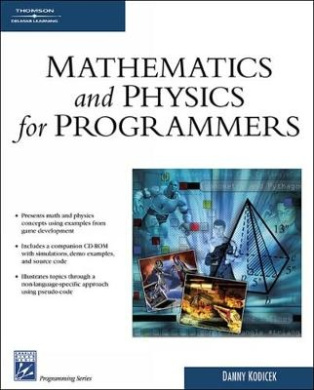 THOMSON
DELMAR LEARNING
MATHEMATICS
and PHYSICS
for PROGRAMMERS
• Presents math and physics
concepts using examples from
game development
• Includes a companion CD-ROM
with simulations, demo examples,
and source code
• Illustrates topics through a
non-language-specific approach
using pseudo-code
Programming Series
DANNY KODICEK